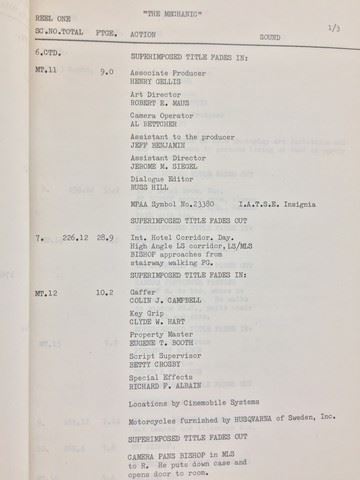 "THE MECHANIC"
REEL ONE
1/3
SC.NO.TOTAL FTGE. ACTION SOUND
6.CTD. SUPERIMPOSED TITLE FADES IN:
MT.11 9.0 Associate Producer
HENRY GELLIS
Art Director
ROBERT E. MAUS
Camera Operator
AL BETTCHER
Assistant to the producer
JEFF BENJAMIN
Assistant Director
JEROME M. SIEGEL
Dialogue Editor
RUSS HILL
MPAA Symbol No.23380 I.A.T.S.E. Insignia
SUPERIMPOSED TITLE FADES OUT
7. 226.12 28.9 Int. Hotel Corridor. Day.
High Angle LS corridor, LS/MLS
BISHOP approaches from
stairway walking FG.
SUPERIMPOSED TITLE FADES IN:
MT.12 10.2 Gaffer
COLIN J. CAMPBELL
Key Grip
CLYDE W. HART
Property Master
EUGENE T. BOOTH
Script Supervisor
BETTY CROSBY
Special Effects
RICHARD F. ALBAIN
Locations by Cinemobile Systems
Motorcycles furnished by HUSQVARNA of Sweden, Inc.
SUPERIMPOSED TITLE FADES OUT
CAMERA PANS BISHOP in MLS
to R. He puts down case and
opens door to room.